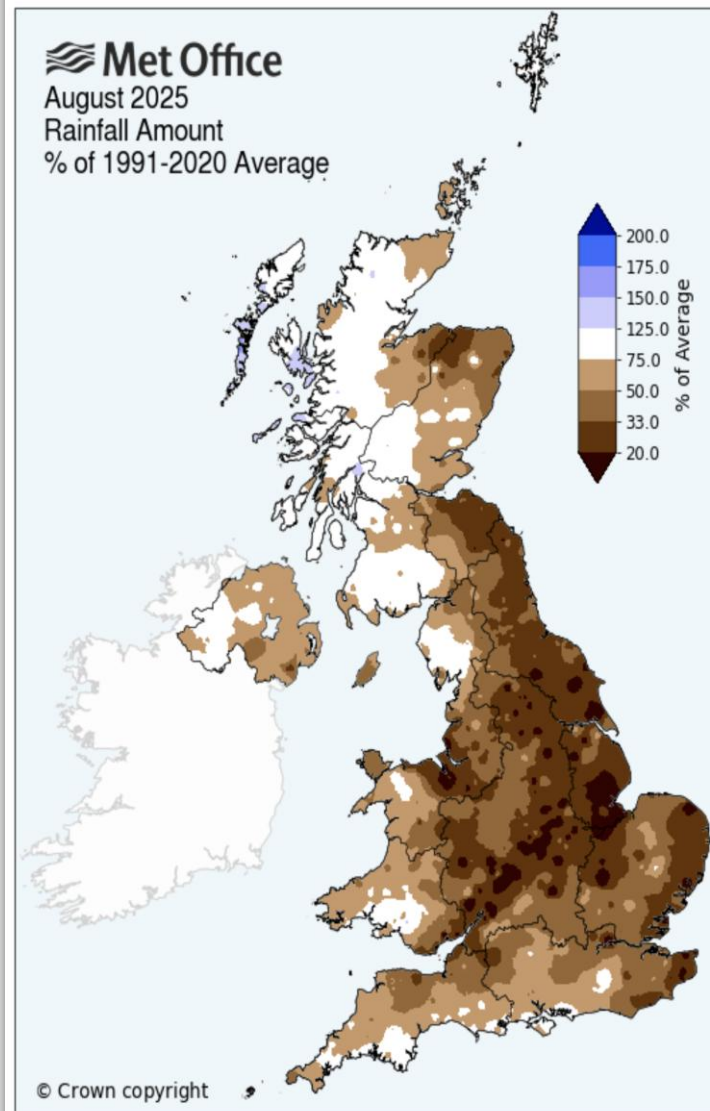 Met Office
August 2025
Rainfall Amount
% of 1991-2020 Average
200.0
175.0
150.0
125.0
75.0
50.0
33.0
20.0
% of Average
© Crown copyright